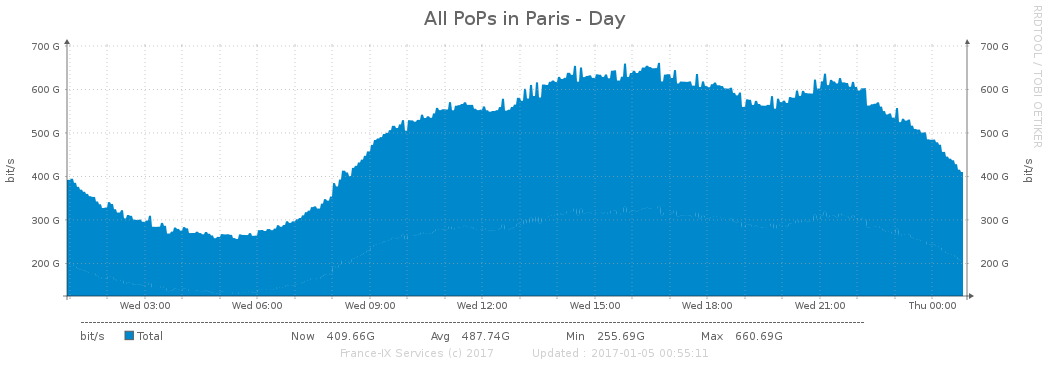 All PoPs in Paris - Day
RRDTOOL / TOBI OETIKER
bit/s
700 G
600 G
500 G
400 G
300 G
200 G
700 G
600 G
500 G
400 G
300 G
200 G
bit/s
Wed 03:00 Wed 06:00 Wed 09:00 Wed 12:00 Wed 15:00 Wed 18:00 Wed 21:00 Thu 00:00
bit/s Total Now 409.66G Avg 487.74G Min 255.69G Max 660.69G
France-IX Services (c) 2017 Updated : 2017-01-05 00:55:11